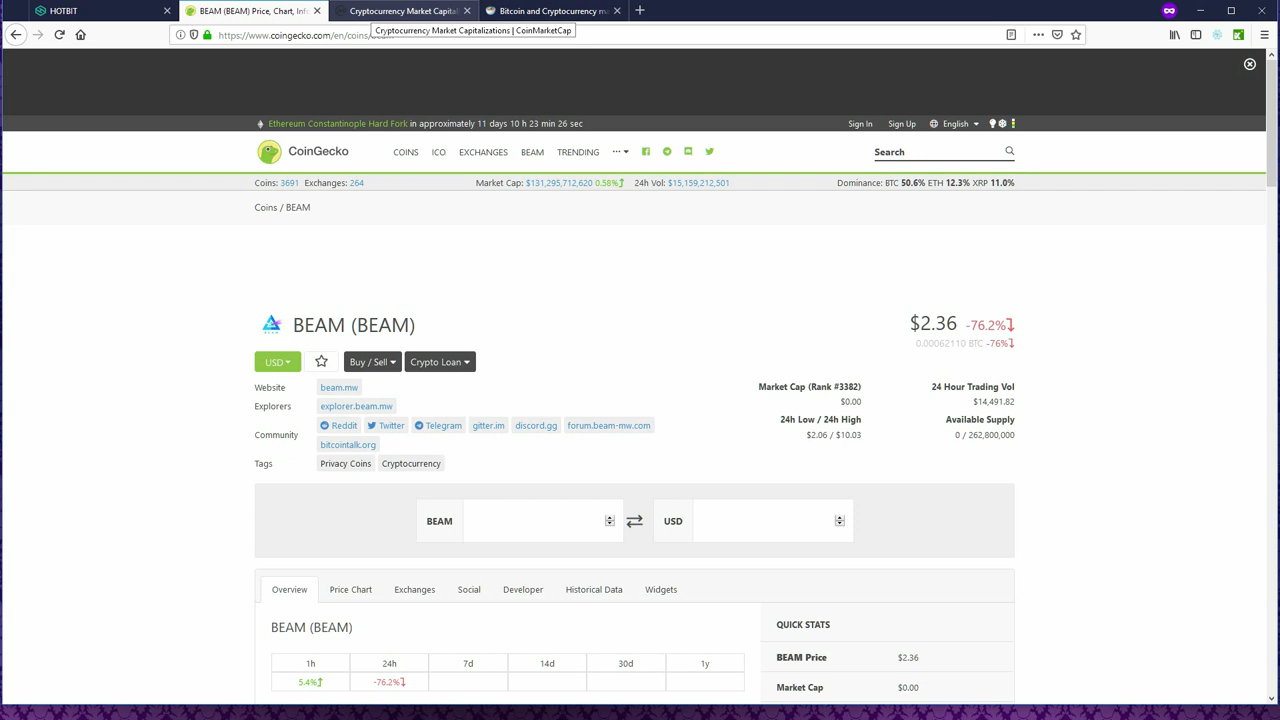 HOTBIT
BEAM (BEAM) Price, Chart, Info
Cryptocurrency Market Capital
Bitcoin and Cryptocurrency m
https://www.coingecko.com/en/coins/
Cryptocurrency Market Capitalizations | CoinMarketCap
Ethereum Constantinople Hard Fork in approximately 11 days 10 h 23 min 26 sec
Sign In Sign Up English
CoinGecko
COINS ICO EXCHANGES BEAM TRENDING
Search
Coins: 3691 Exchanges: 264 Market Cap: $131,295,712,620 0.58% 24h Vol: $15,159,212,501 Dominance: BTC 50.6% ETH 12.3% XRP 11.0%
Coins / BEAM
BEAM (BEAM)
$2.36 -76.2%
0.00062110 BTC -76%
USD Buy / Sell Crypto Loan
Website beam.mw
Explorers explorer.beam.mw
Community Reddit Twitter Telegram gitter.im discord.gg forum.beam-mw.com
bitcointalk.org
Tags Privacy Coins Cryptocurrency
Market Cap (Rank #3382) 24 Hour Trading Vol
$0.00 $14,491.82
24h Low / 24h High Available Supply
$2.06 / $10.03 0 / 262,800,000
BEAM USD
Overview Price Chart Exchanges Social Developer Historical Data Widgets
BEAM (BEAM)
1h 24h 7d 14d 30d 1y
5.4% -76.2%
QUICK STATS
BEAM Price $2.36
Market Cap $0.00